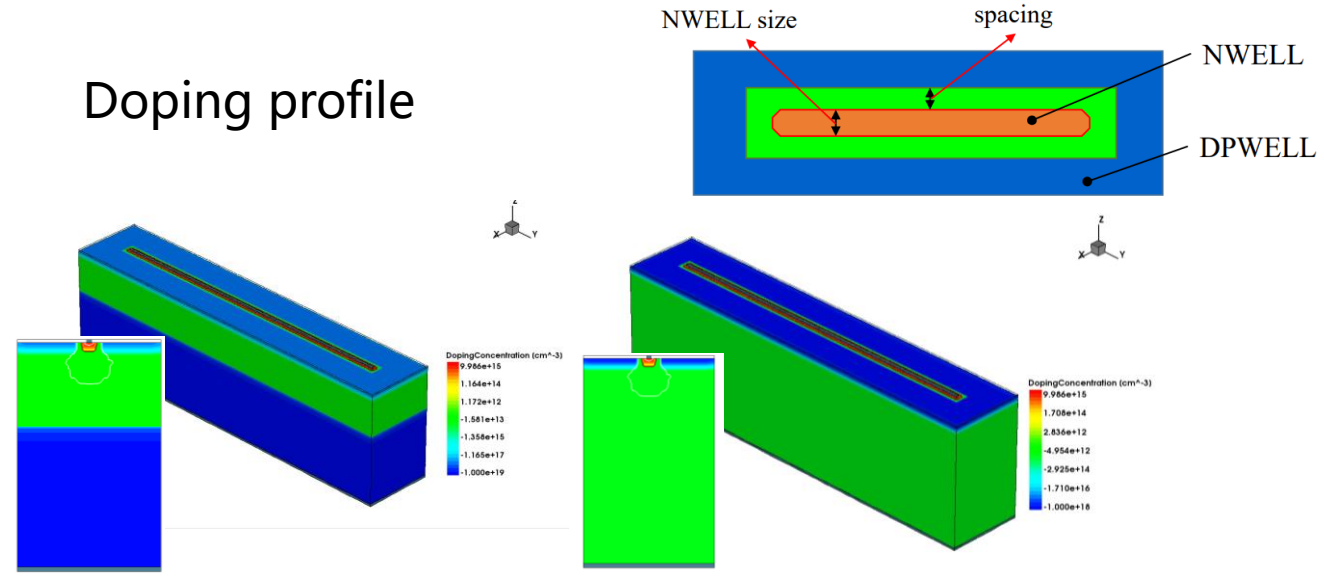 NWELL size
spacing
NWELL
Doping profile
DPWELL
Z
X
Y
Z
X
Y
DopingConcentration (cm^-3)
9.986e+15
1.164e+14
1.172e+12
-1.581e+13
-1.358e+15
-1.165e+17
-1.000e+19
DopingConcentration (cm^-3)
9.986e+15
1.708e+14
2.836e+12
-4.954e+12
-2.925e+14
-1.710e+16
-1.000e+18